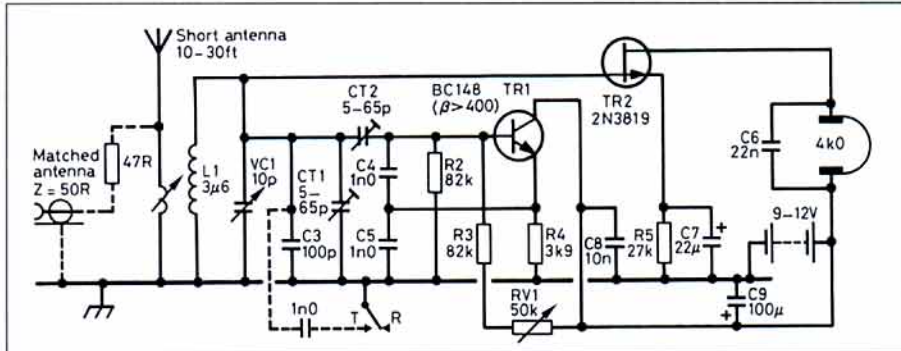 Short antenna
10-30ft
Matched
antenna
Z = 50R
47R
L1
3µ6
VC1
10p
CT1
5-
65p
C3
100p
1n0
T
R
CT2
5-65p
C4
1n0
C5
1n0
R2
82k
BC148
(β>400)
TR1
R3
82k
R4
3k9
RV1
50k
C8
10n
TR2
2N3819
R5
27k
C7
22µ
+
C6
22n
4k0
9-12V
C9
100µ
+